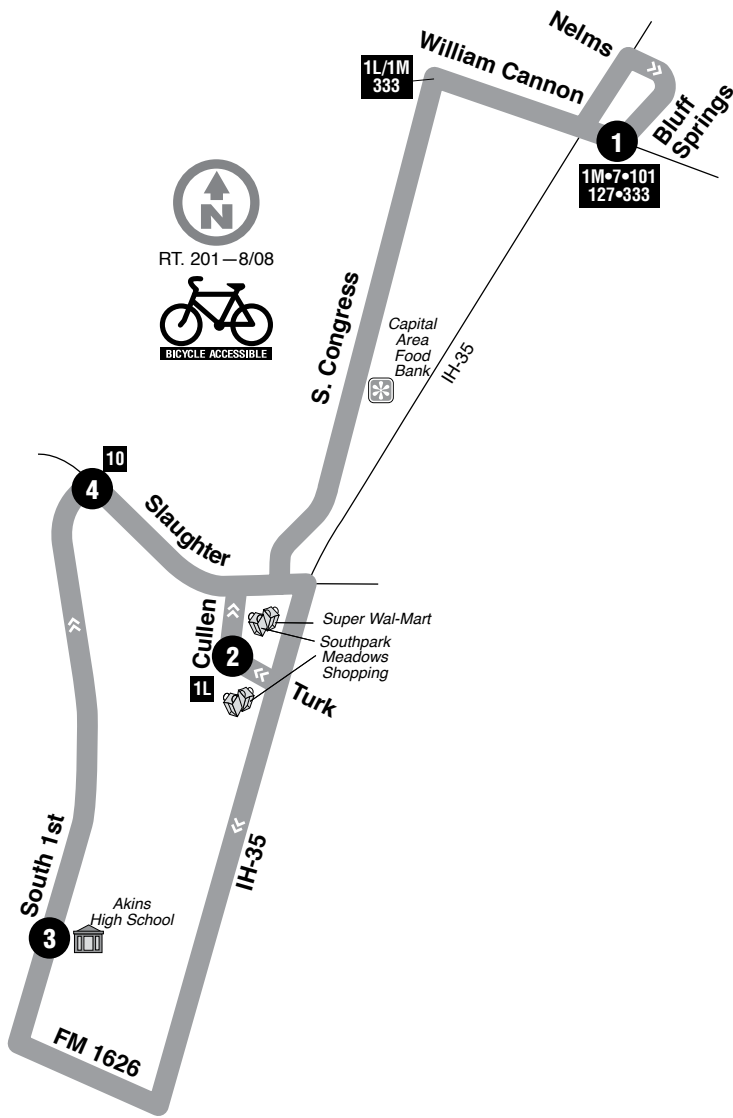 Nelms
William Cannon
Bluff
Springs
1L/1M
333
1
1M•7•101
127•333
N
RT. 201—8/08
BICYCLE ACCESSIBLE
S. Congress
Capital
Area
Food
Bank
IH-35
10
4
Slaughter
Cullen
Super Wal-Mart
Southpark
Meadows
Shopping
2
1L
Turk
IH-35
South 1st
Akins
High School
3
FM 1626